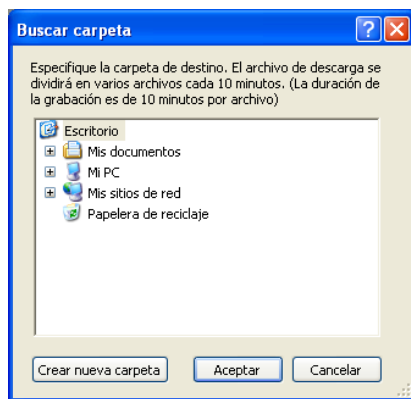 Buscar carpeta
Especifique la carpeta de destino. El archivo de descarga se
dividirá en varios archivos cada 10 minutos. (La duración de
la grabación es de 10 minutos por archivo)
Escritorio
Mis documentos
Mi PC
Mis sitios de red
Papelera de reciclaje
Crear nueva carpeta
Aceptar
Cancelar